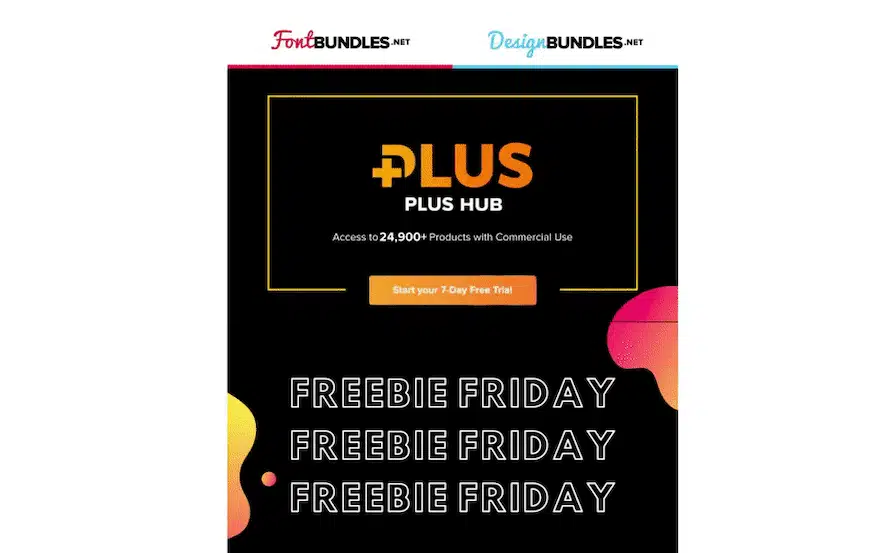 FontBUNDLES.NET DesignBUNDLES.NET
PLUS
PLUS HUB
Access to 24,900+ Products with Commercial Use
Start your 7-Day Free Trial
FREEBIE FRIDAY
FREEBIE FRIDAY
FREEBIE FRIDAY